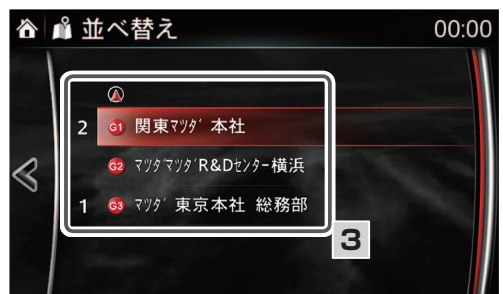 並べ替え 00:00
2 G1 関東ﾏﾂﾀﾞ 本社
G2 ﾏﾂﾀﾞﾏﾂﾀﾞR&Dｾﾝﾀｰ横浜
1 G3 ﾏﾂﾀﾞ 東京本社 総務部
3